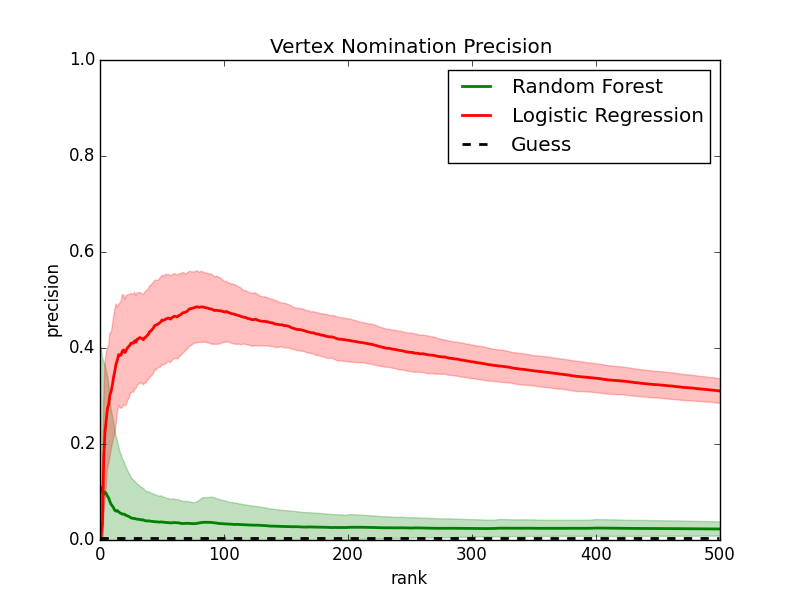 Vertex Nomination Precision
1.0
0.8
0.6
0.4
0.2
0.0
precision
Random Forest
Logistic Regression
Guess
0 100 200 300 400 500
rank